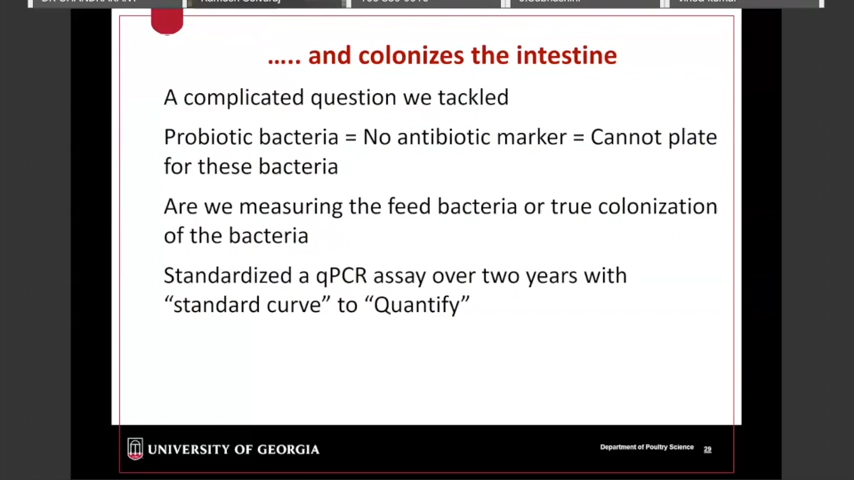 ….. and colonizes the intestine
A complicated question we tackled
Probiotic bacteria = No antibiotic marker = Cannot plate
for these bacteria
Are we measuring the feed bacteria or true colonization
of the bacteria
Standardized a qPCR assay over two years with
“standard curve” to “Quantify”
UNIVERSITY OF GEORGIA
Department of Poultry Science 29